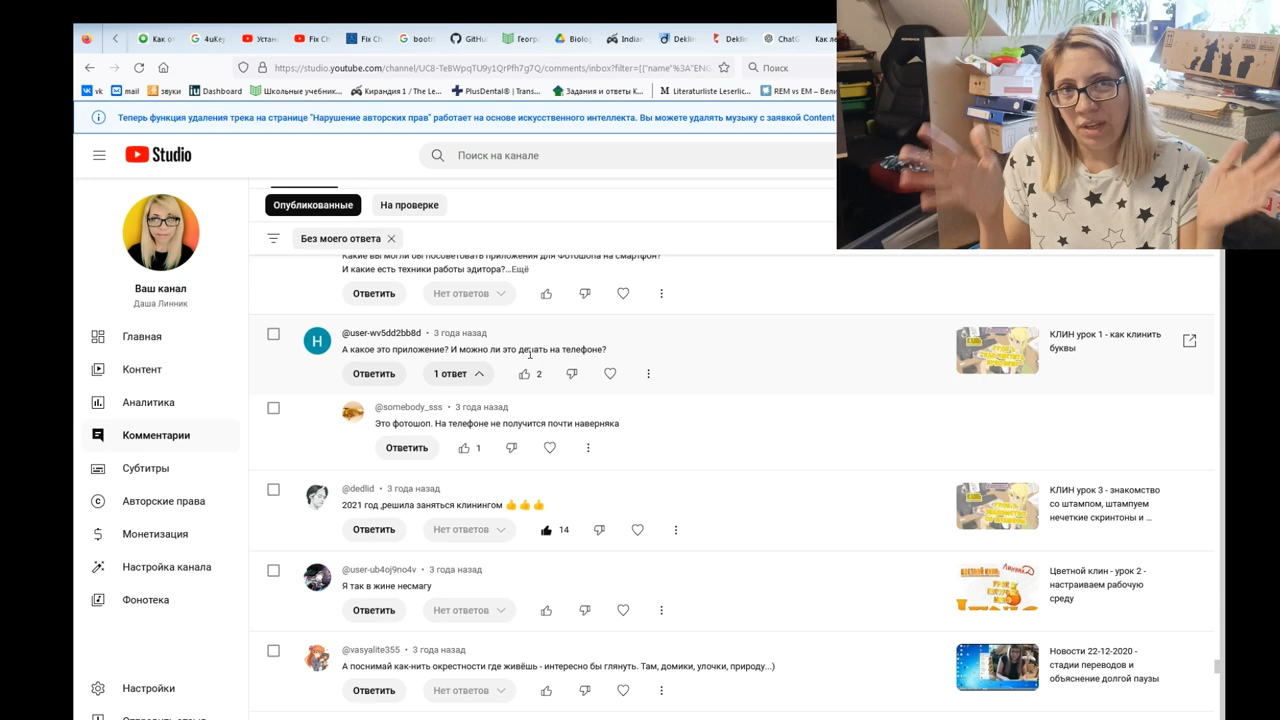 Как о
4uKey
Устан
Fix Ch
Fix Ch
bootr
GitHu
Геогр
Biolog
Indian
Deklin
Deklin
ChatG
Как ле
https://studio.youtube.com/channel/UC8-TeBWpqTU9y1QrPfh7g7Q/comments/inbox?filter=[{"name"%3A"ENG
Поиск
vk
mail
звуки
Dashboard
Школьные учебник...
Кирандия 1 / The Le...
PlusDental® | Trans...
Задания и ответы К...
Literaturliste Leserlic...
REM vs EM — Вели
Теперь функция удаления трека на странице "Нарушение авторских прав" работает на основе искусственного интеллекта. Вы можете удалять музыку с заявкой Content
Studio
Поиск на канале
Ваш канал
Даша Линник
Главная
Контент
Аналитика
Комментарии
Субтитры
Авторские права
Монетизация
Настройка канала
Фонотека
Настройки
Отправить отзыв
Опубликованные
На проверке
Без моего ответа
Какие вы могли бы посоветовать приложения для Фотошопа на смартфон?
И какие есть техники работы эдитора?...Ещё
Ответить
Нет ответов
@user-wv5dd2bb8d • 3 года назад
А какое это приложение? И можно ли это делать на телефоне?
Ответить
1 ответ
2
КЛИН урок 1 - как клинить
буквы
H
@somebody_sss • 3 года назад
Это фотошоп. На телефоне не получится почти наверняка
Ответить
1
@dedlid • 3 года назад
2021 год ,решила заняться клинингом 👍👍👍
Ответить
Нет ответов
14
КЛИН урок 3 - знакомство
со штампом, штампуем
нечеткие скринтоны и ...
@user-ub4oj9no4v • 3 года назад
Я так в жине несмагу
Ответить
Нет ответов
Цветной клин - урок 2 -
настраиваем рабочую
среду
@vasyalite355 • 3 года назад
А поснимай как-нить окрестности где живёшь - интересно бы глянуть. Там, домики, улочки, природу...)
Ответить
Нет ответов
Новости 22-12-2020 -
стадии переводов и
объяснение долгой паузы